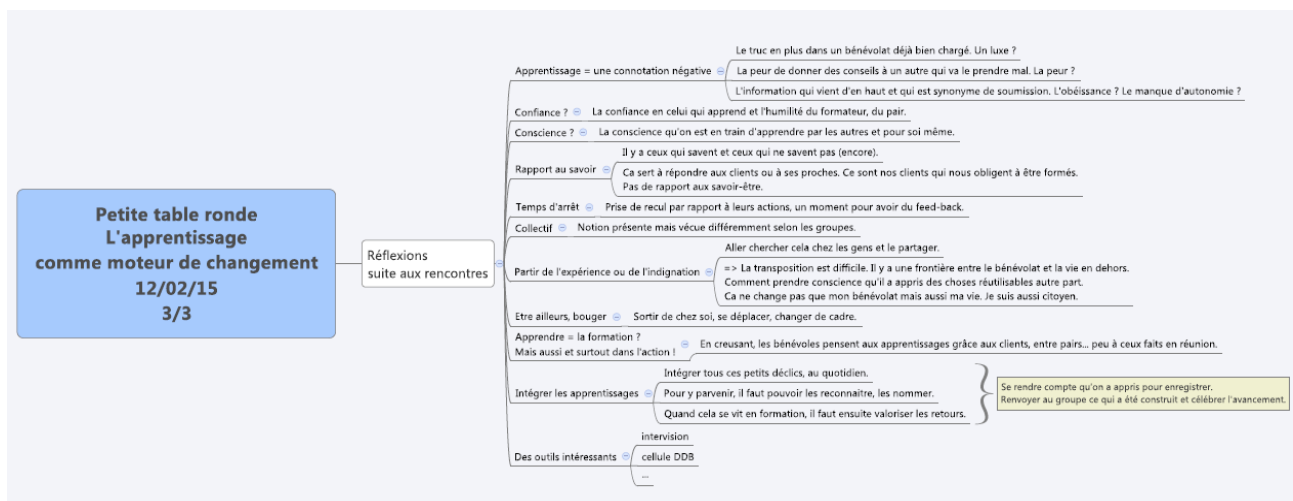 Petite table ronde
L'apprentissage
comme moteur de changement
12/02/15
3/3
Réflexions
suite aux rencontres
Apprentissage = une connotation négative
Le truc en plus dans un bénévolat déjà bien chargé. Un luxe ?
La peur de donner des conseils à un autre qui va le prendre mal. La peur ?
L'information qui vient d'en haut et qui est synonyme de soumission. L'obéissance ? Le manque d'autonomie ?
Confiance ?
La confiance en celui qui apprend et l'humilité du formateur, du pair.
Conscience ?
La conscience qu'on est en train d'apprendre par les autres et pour soi même.
Rapport au savoir
Il y a ceux qui savent et ceux qui ne savent pas (encore).
Ca sert à répondre aux clients ou à ses proches. Ce sont nos clients qui nous obligent à être formés.
Pas de rapport aux savoir-être.
Temps d'arrêt
Prise de recul par rapport à leurs actions, un moment pour avoir du feed-back.
Collectif
Notion présente mais vécue différemment selon les groupes.
Partir de l'expérience ou de l'indignation
Aller chercher cela chez les gens et le partager.
=> La transposition est difficile. Il y a une frontière entre le bénévolat et la vie en dehors.
Comment prendre conscience qu'il a appris des choses réutilisables autre part.
Ca ne change pas que mon bénévolat mais aussi ma vie. Je suis aussi citoyen.
Etre ailleurs, bouger
Sortir de chez soi, se déplacer, changer de cadre.
Apprendre = la formation ?
Mais aussi et surtout dans l'action !
En creusant, les bénévoles pensent aux apprentissages grâce aux clients, entre pairs... peu à ceux faits en réunion.
Intégrer les apprentissages
Intégrer tous ces petits déclics, au quotidien.
Pour y parvenir, il faut pouvoir les reconnaitre, les nommer.
Quand cela se vit en formation, il faut ensuite valoriser les retours.
Se rendre compte qu'on a appris pour enregistrer.
Renvoyer au groupe ce qui a été construit et célébrer l'avancement.
Des outils intéressants
intervision
cellule DDB
...